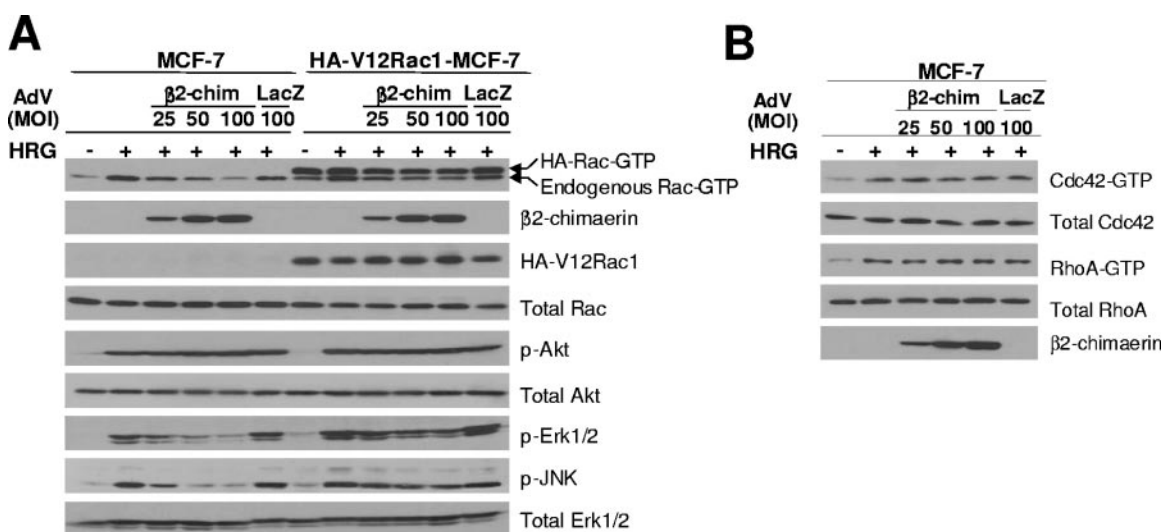 A
MCF-7 HA-V12Rac1-MCF-7
AdV (MOI) β2-chim LacZ β2-chim LacZ
25 50 100 100 25 50 100 100
HRG - + + + + + - + + + + +
HA-Rac-GTP
Endogenous Rac-GTP
β2-chimaerin
HA-V12Rac1
Total Rac
p-Akt
Total Akt
p-Erk1/2
p-JNK
Total Erk1/2
B
MCF-7
AdV (MOI) β2-chim LacZ
25 50 100 100
HRG - + + + + +
Cdc42-GTP
Total Cdc42
RhoA-GTP
Total RhoA
β2-chimaerin